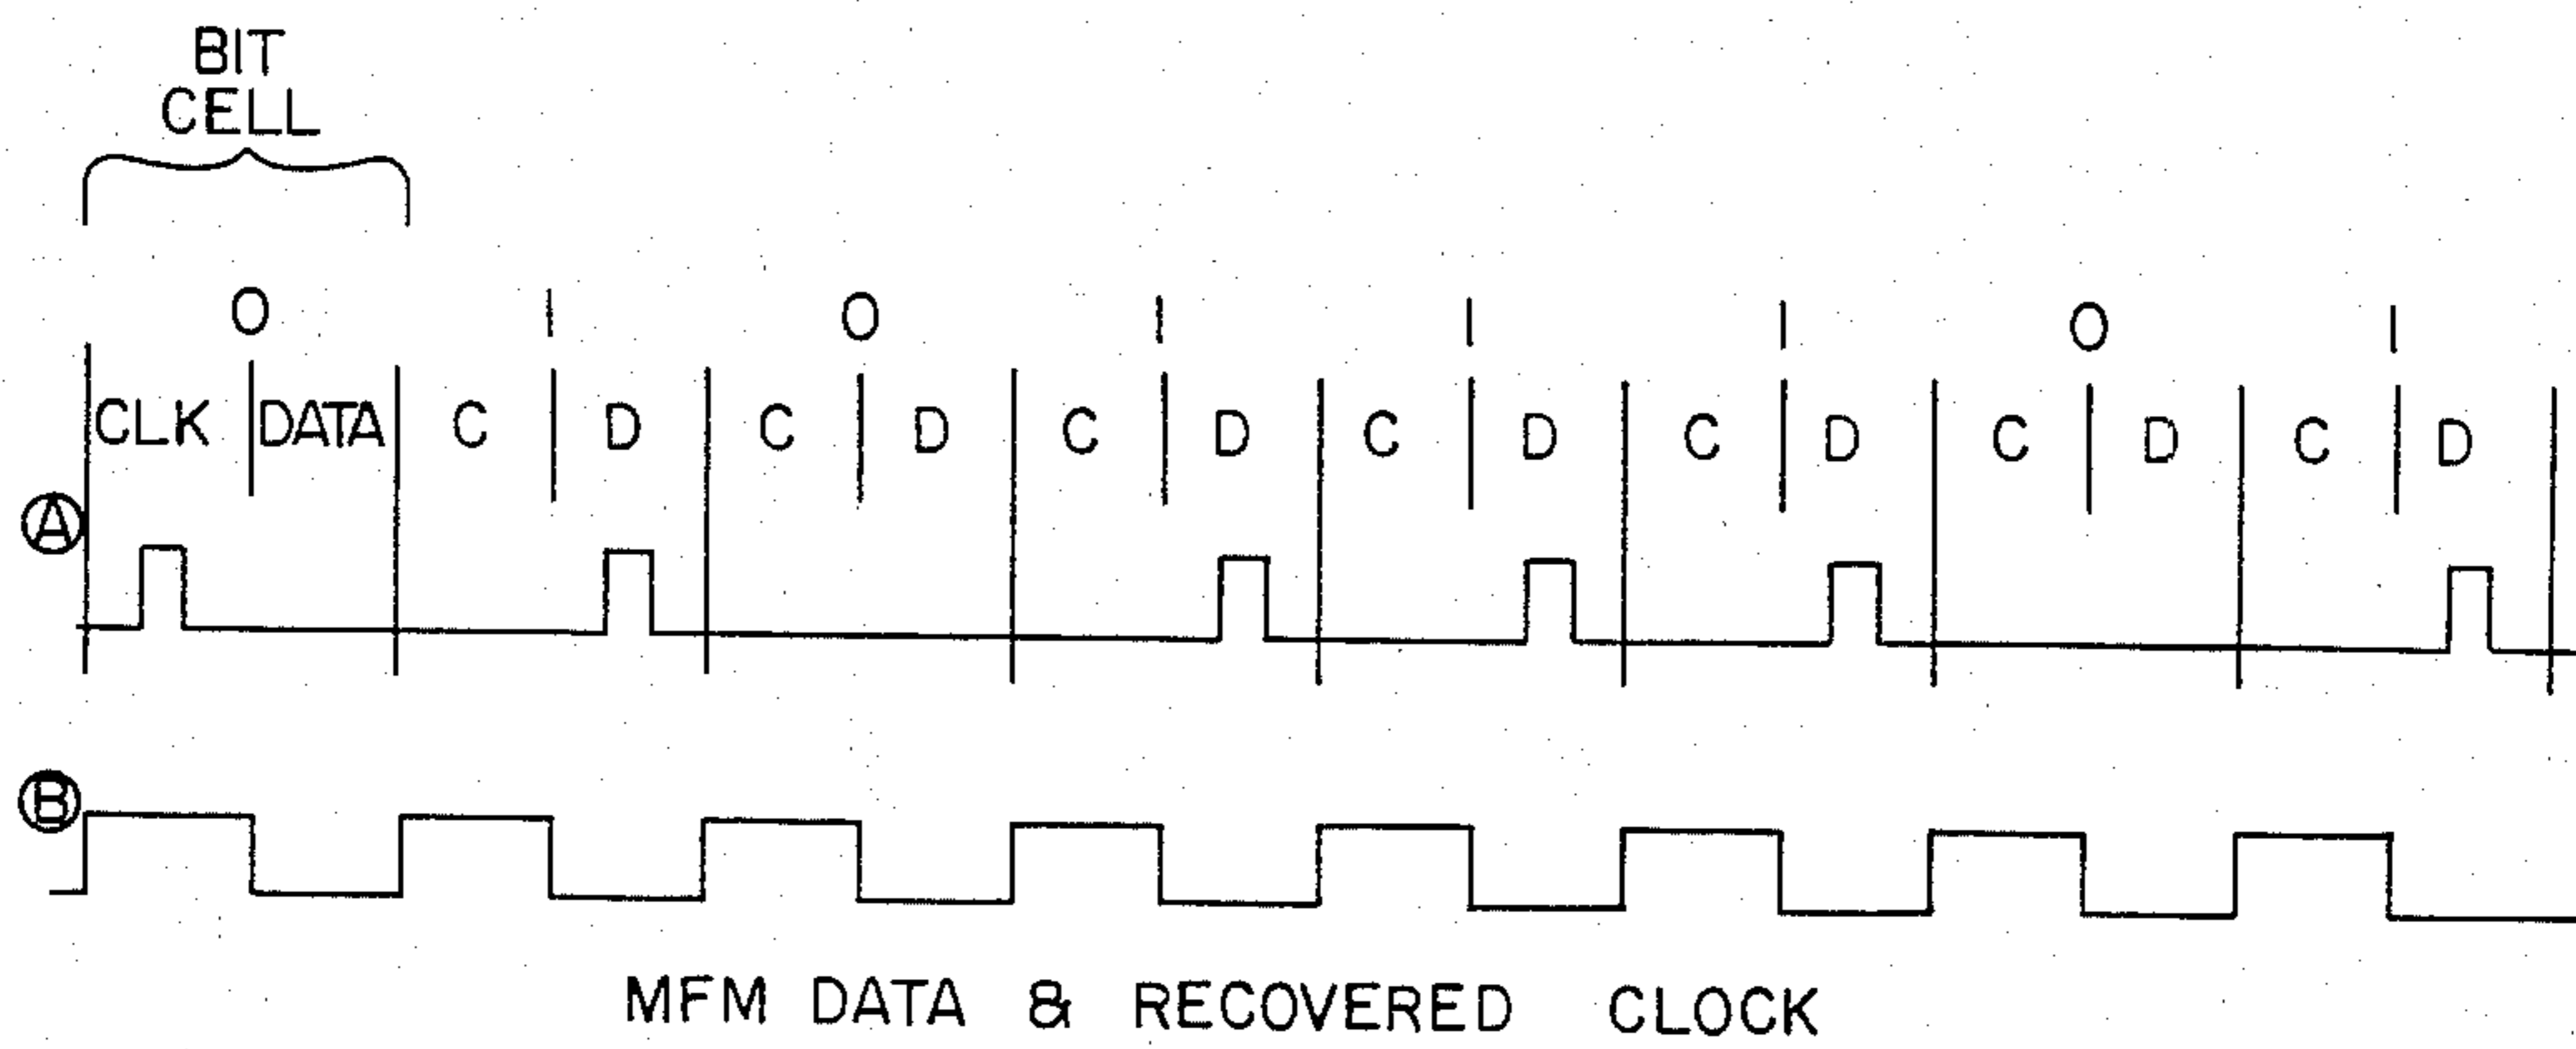 BIT
CELL
0 1 0 1 1 1 0 1
CLK DATA C D C D C D C D C D C D C D
A
B
MFM DATA & RECOVERED CLOCK